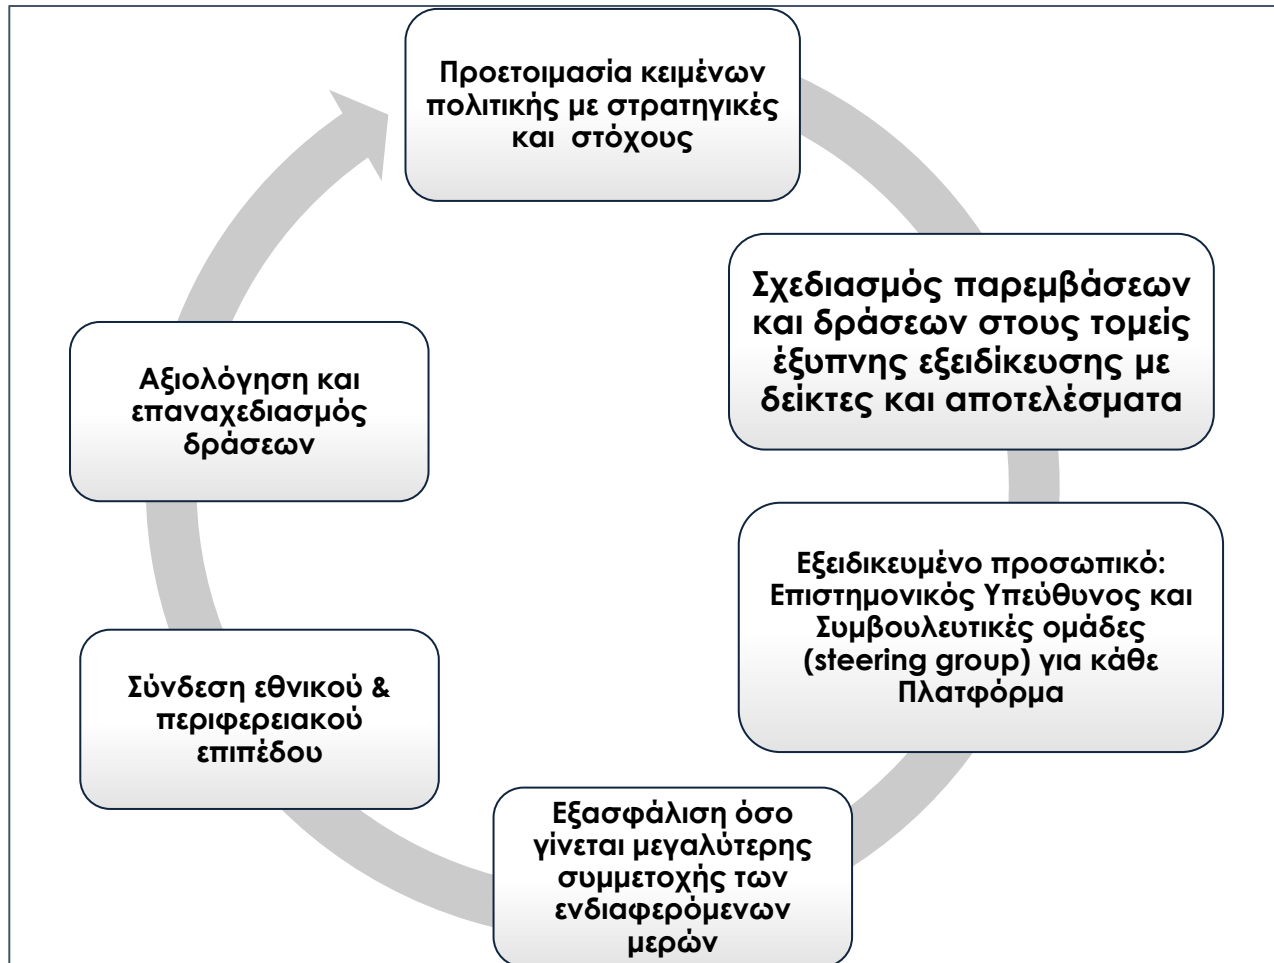 Προετοιμασία κειμένων
πολιτικής με στρατηγικές
και στόχους
Σχεδιασμός παρεμβάσεων
και δράσεων στους τομείς
έξυπνης εξειδίκευσης με
δείκτες και αποτελέσματα
Εξειδικευμένο προσωπικό:
Επιστημονικός Υπεύθυνος και
Συμβουλευτικές ομάδες
(steering group) για κάθε
Πλατφόρμα
Εξασφάλιση όσο
γίνεται μεγαλύτερης
συμμετοχής των
ενδιαφερόμενων
μερών
Σύνδεση εθνικού &
περιφερειακού
επιπέδου
Αξιολόγηση και
επαναχεδιασμός
δράσεων